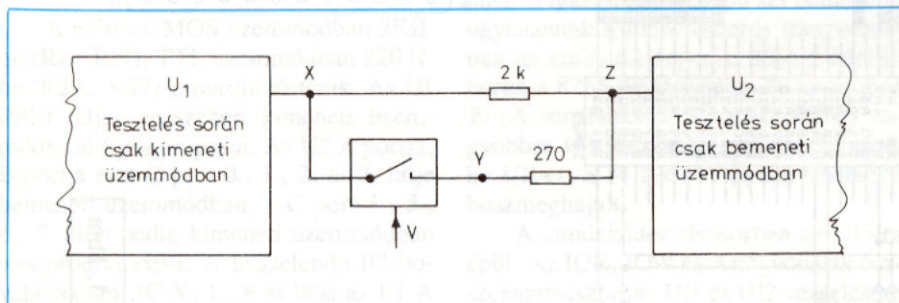 U1
Tesztelés során
csak kimeneti
üzemmódban
X
2 k
Z
Y
270
V
U2
Tesztelés során
csak bemeneti
üzemmódban